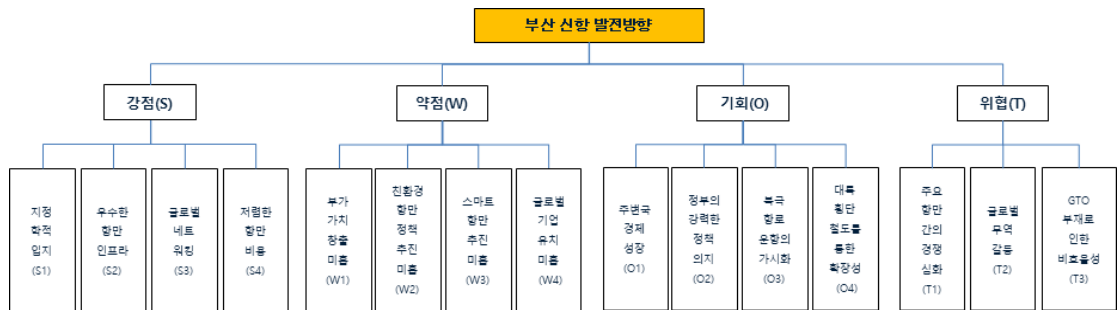 부산 신항 발전방향
강점(S)
약점(W)
기회(O)
위협(T)
지정
학적
입지
(S1)
우수한
항만
인프라
(S2)
글로벌
네트
워킹
(S3)
저렴한
항만
비용
(S4)
부가
가치
창출
미흡
(W1)
친환경
항만
정책
추진
미흡
(W2)
스마트
항만
추진
미흡
(W3)
글로벌
기업
유치
미흡
(W4)
주변국
경제
성장
(O1)
정부의
강력한
정책
의지
(O2)
북극
항로
운항의
가시화
(O3)
대륙
횡단
철도를
통한
확장성
(O4)
주요
항만
간의
경쟁
심화
(T1)
글로벌
무역
갈등
(T2)
GTO
부재로
인한
비효율성
(T3)